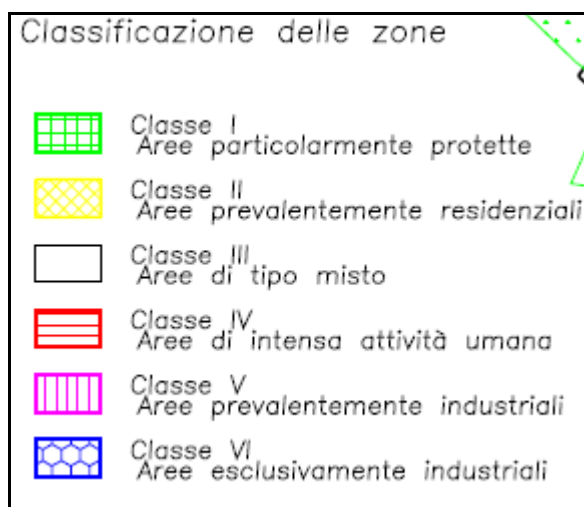 Classificazione delle zone
Classe I
Aree particolarmente protette
Classe II
Aree prevalentemente residenziali
Classe III
Aree di tipo misto
Classe IV
Aree di intensa attività umana
Classe V
Aree prevalentemente industriali
Classe VI
Aree esclusivamente industriali